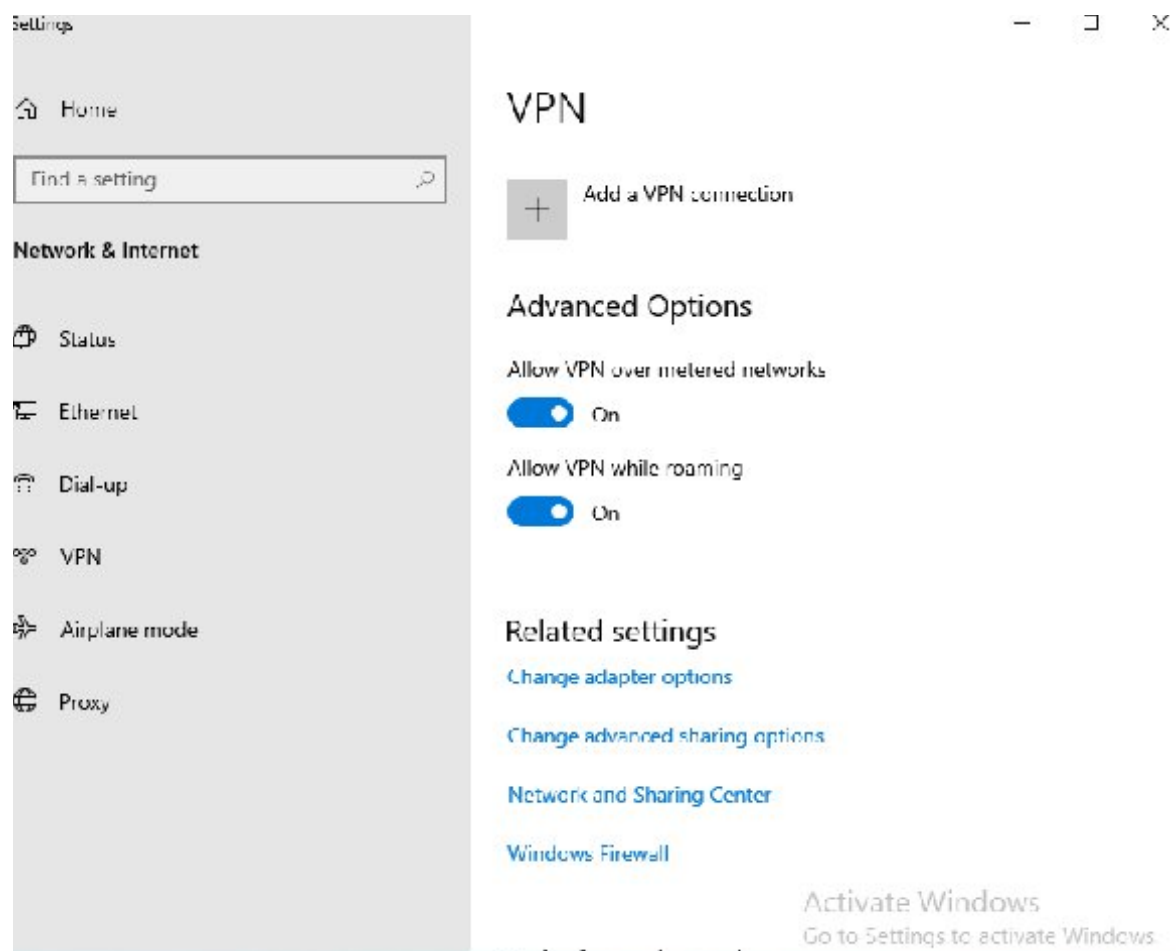 Settings
Home
Find a setting
Network & Internet
Status
Ethernet
Dial-up
VPN
Airplane mode
Proxy
VPN
Add a VPN connection
Advanced Options
Allow VPN over metered networks
On
Allow VPN while roaming
On
Related settings
Change adapter options
Change advanced sharing options
Network and Sharing Center
Windows Firewall
Activate Windows
Go to Settings to activate Windows